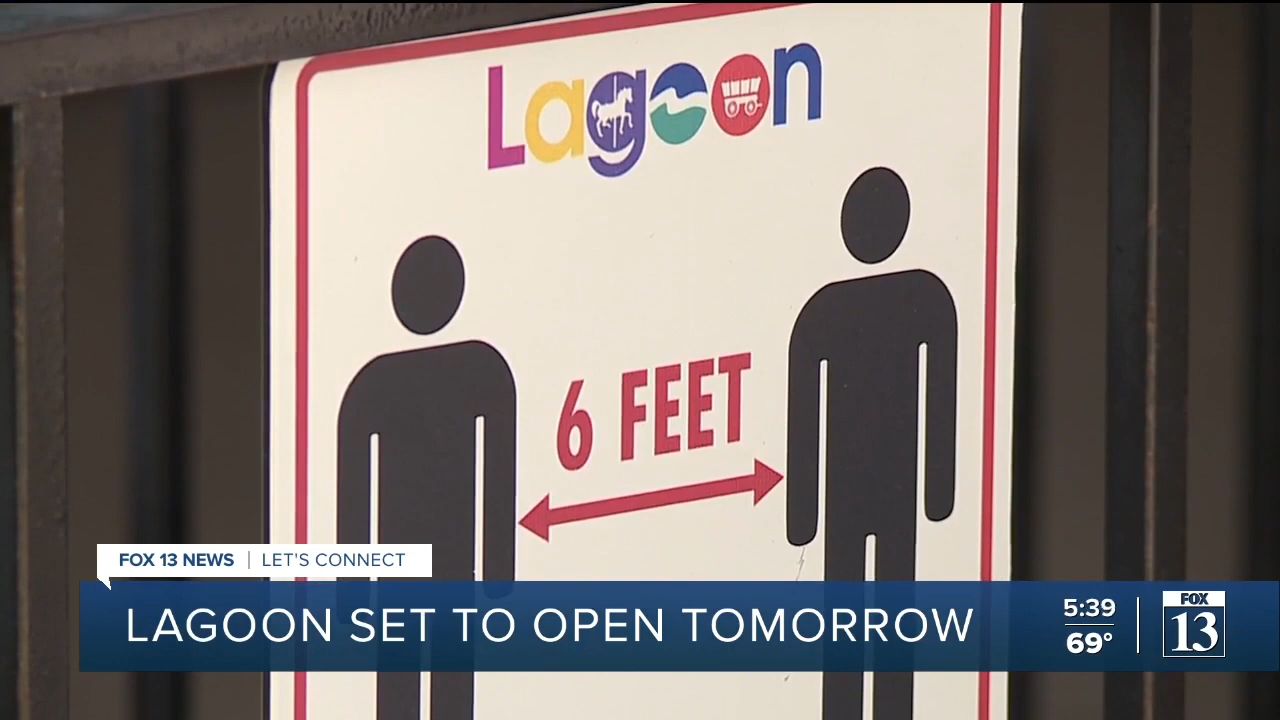 Lagoon
6 FEET
FOX 13 NEWS | LET'S CONNECT
LAGOON SET TO OPEN TOMORROW
5:39
69°
FOX
13